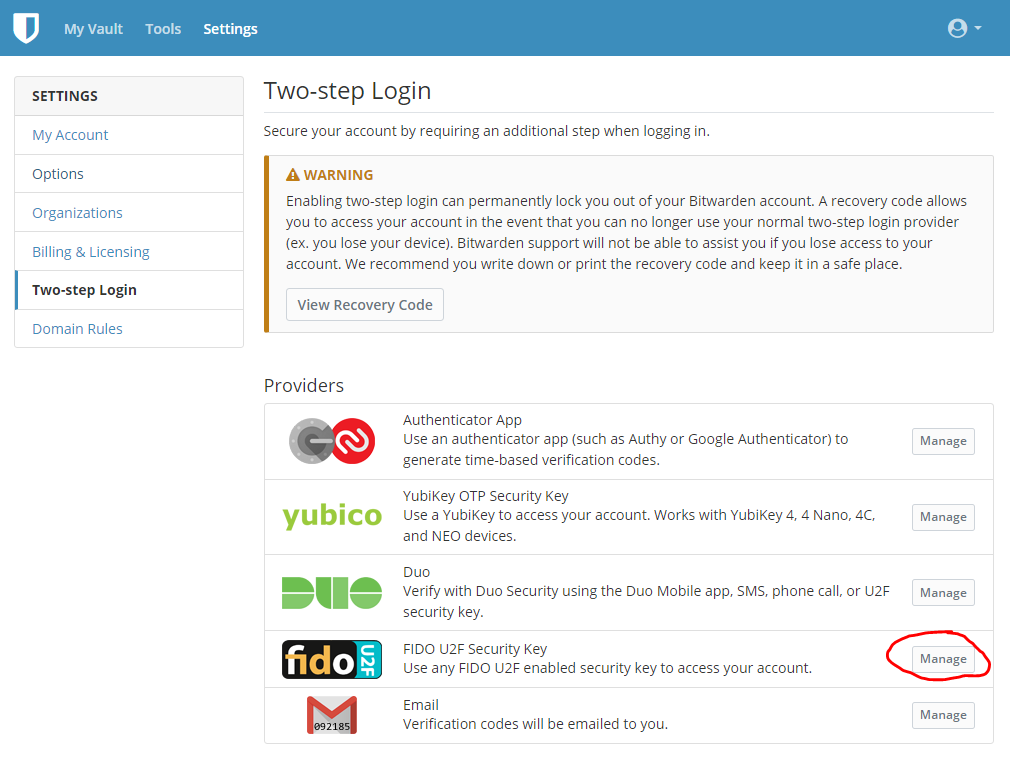 My Vault Tools Settings
SETTINGS
My Account
Options
Organizations
Billing & Licensing
Two-step Login
Domain Rules
Two-step Login
Secure your account by requiring an additional step when logging in.
WARNING
Enabling two-step login can permanently lock you out of your Bitwarden account. A recovery code allows
you to access your account in the event that you can no longer use your normal two-step login provider
(ex. you lose your device). Bitwarden support will not be able to assist you if you lose access to your
account. We recommend you write down or print the recovery code and keep it in a safe place.
View Recovery Code
Providers
Authenticator App
Use an authenticator app (such as Authy or Google Authenticator) to
generate time-based verification codes.
Manage
yubico
YubiKey OTP Security Key
Use a YubiKey to access your account. Works with YubiKey 4, 4 Nano, 4C,
and NEO devices.
Manage
DUO
Duo
Verify with Duo Security using the Duo Mobile app, SMS, phone call, or U2F
security key.
Manage
fido U2F
FIDO U2F Security Key
Use any FIDO U2F enabled security key to access your account.
Manage
092185
Email
Verification codes will be emailed to you.
Manage